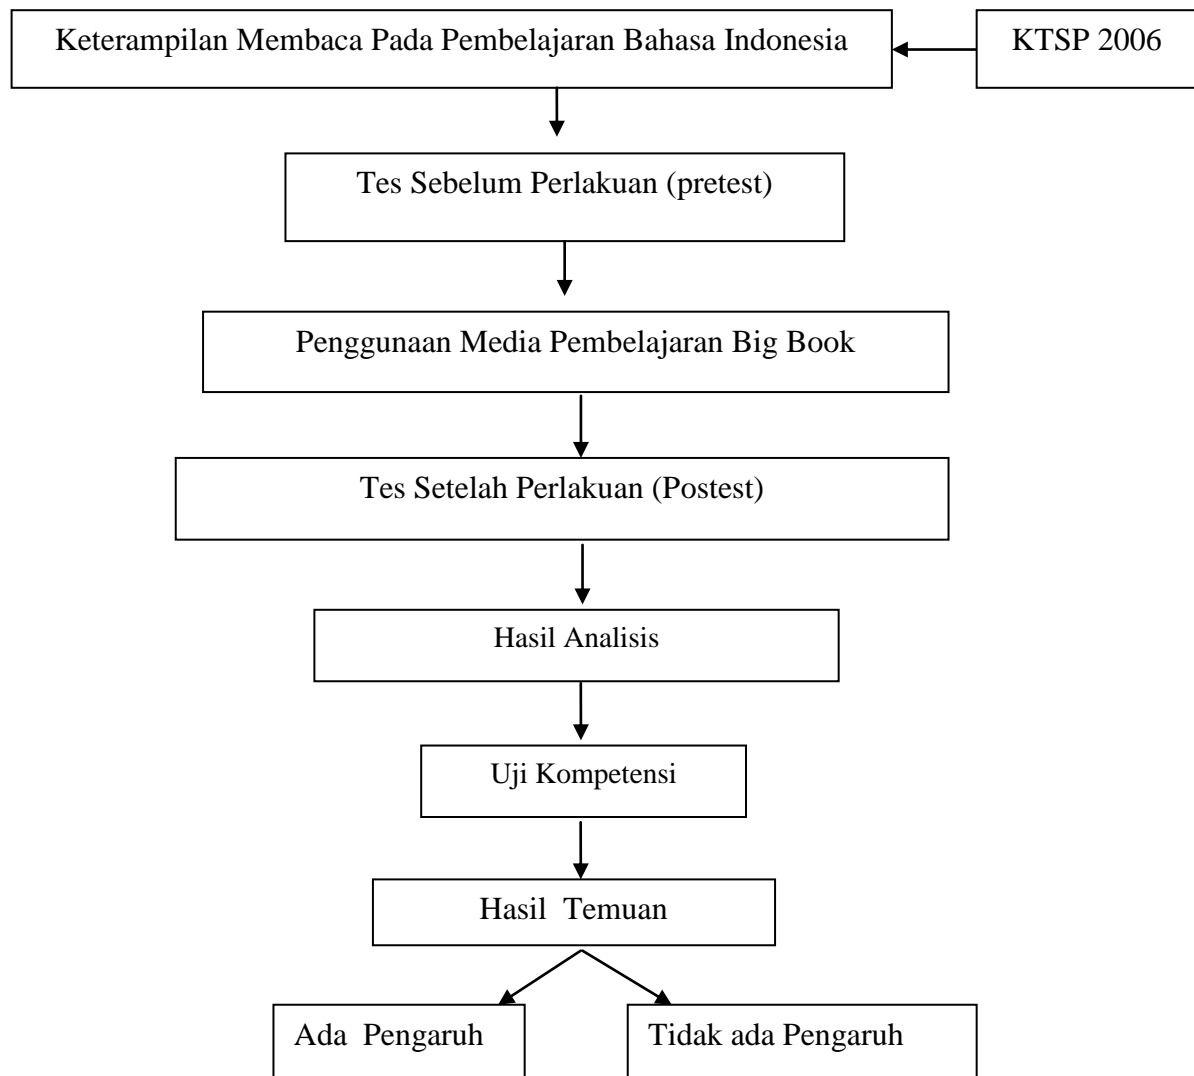 Keterampilan Membaca Pada Pembelajaran Bahasa Indonesia
KTSP 2006
Tes Sebelum Perlakuan (pretest)
Penggunaan Media Pembelajaran Big Book
Tes Setelah Perlakuan (Postest)
Hasil Analisis
Uji Kompetensi
Hasil Temuan
Ada Pengaruh
Tidak ada Pengaruh